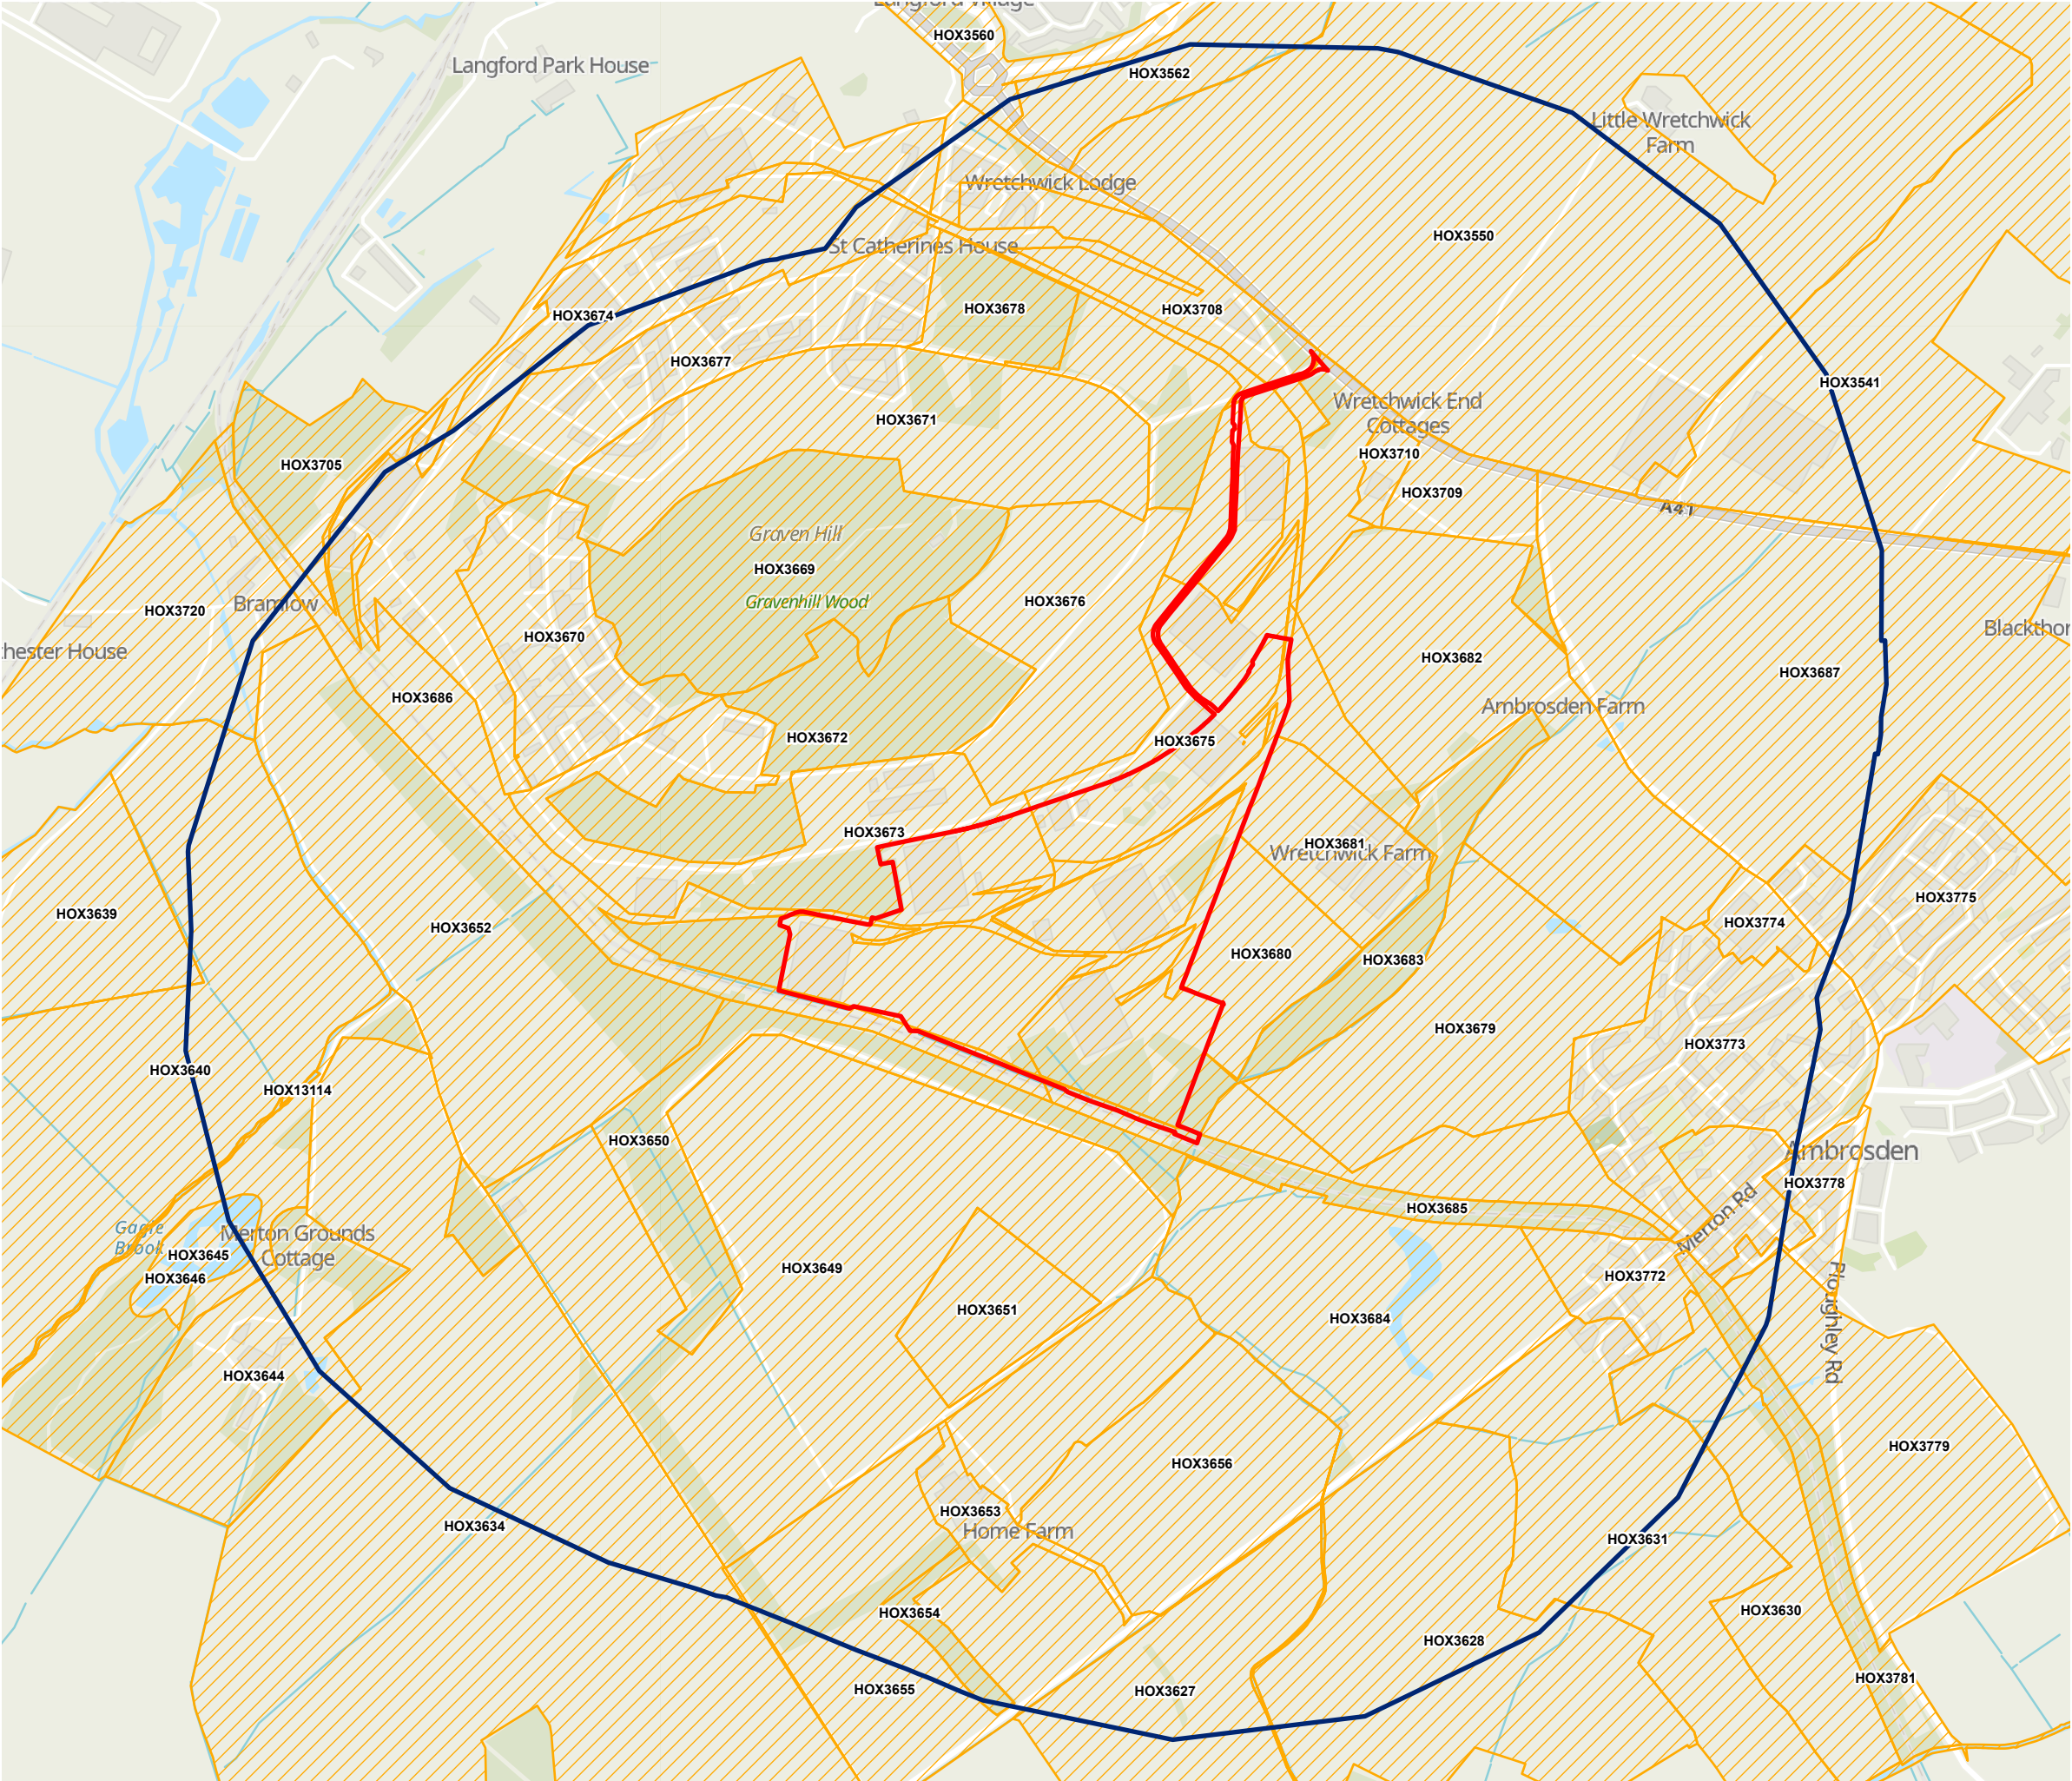 Langford Village
HOX3560
Langford Park House
HOX3562
Little Wretchwick
Farm
Wretchwick Lodge
HOX3550
St Catherines House
HOX3678
HOX3708
HOX3674
HOX3677
HOX3541
Wretchwick End
Cottages
HOX3671
HOX3710
HOX3705
HOX3709
A41
Graven Hill
HOX3669
Gravenhill Wood
HOX3676
Bramlow
HOX3720
HOX3670
chester House
Blackthor
HOX3682
HOX3687
HOX3686
Ambrosden Farm
HOX3672
HOX3675
HOX3673
HOX3681
Wretchwick Farm
HOX3775
HOX3639
HOX3774
HOX3652
HOX3680
HOX3683
HOX3679
HOX3773
HOX3640
HOX13114
HOX3650
Ambrosden
HOX3778
HOX3685
Merton Rd
Gagle
Brook
Merton Grounds
Cottage
HOX3645
HOX3646
HOX3649
HOX3772
HOX3651
HOX3684
Ploughley Rd
HOX3644
HOX3779
HOX3656
HOX3653
Home Farm
HOX3634
HOX3631
HOX3654
HOX3630
HOX3628
HOX3655
HOX3627
HOX3781